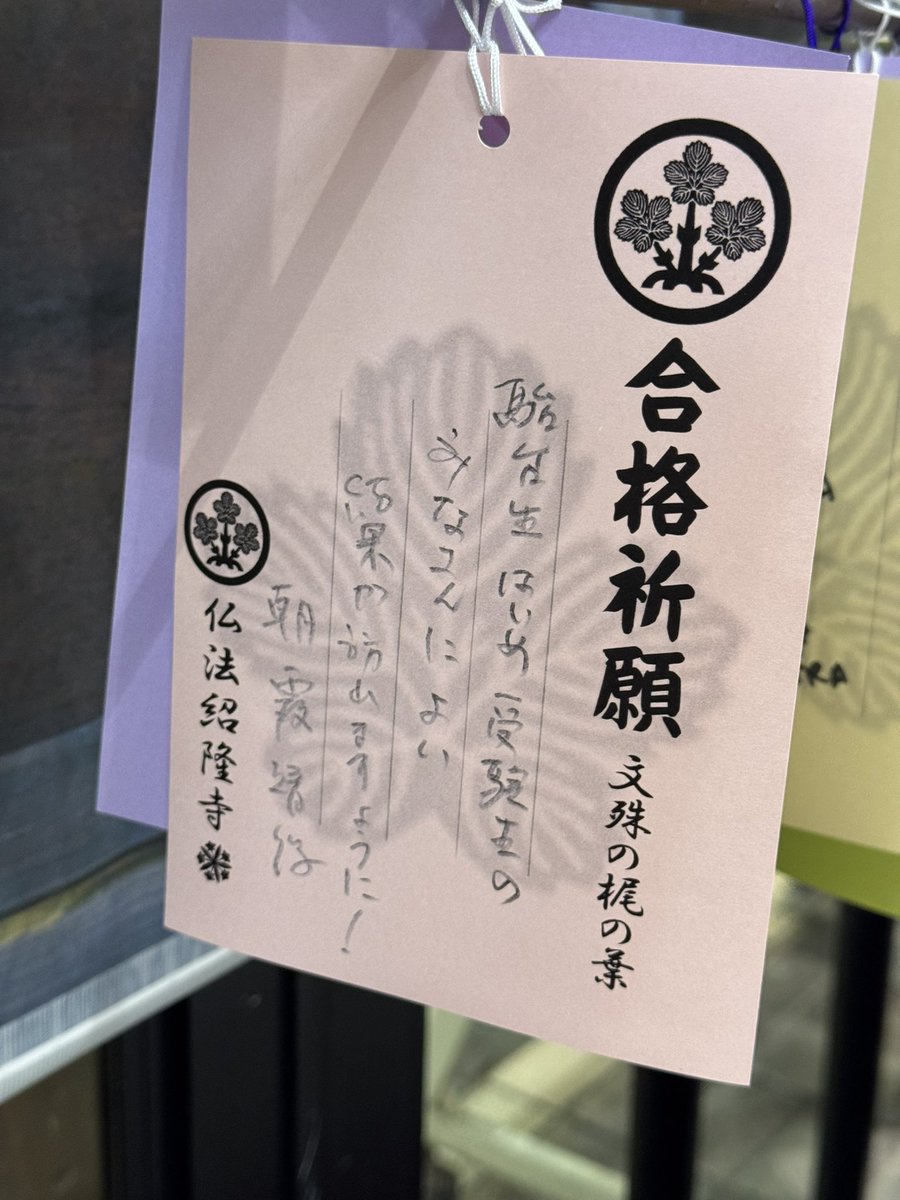 合格祈願 文殊の梶の葉
生はじめ受験生の
みなさんによい
結果が訪れますように!
朝霞
仏法紹隆寺